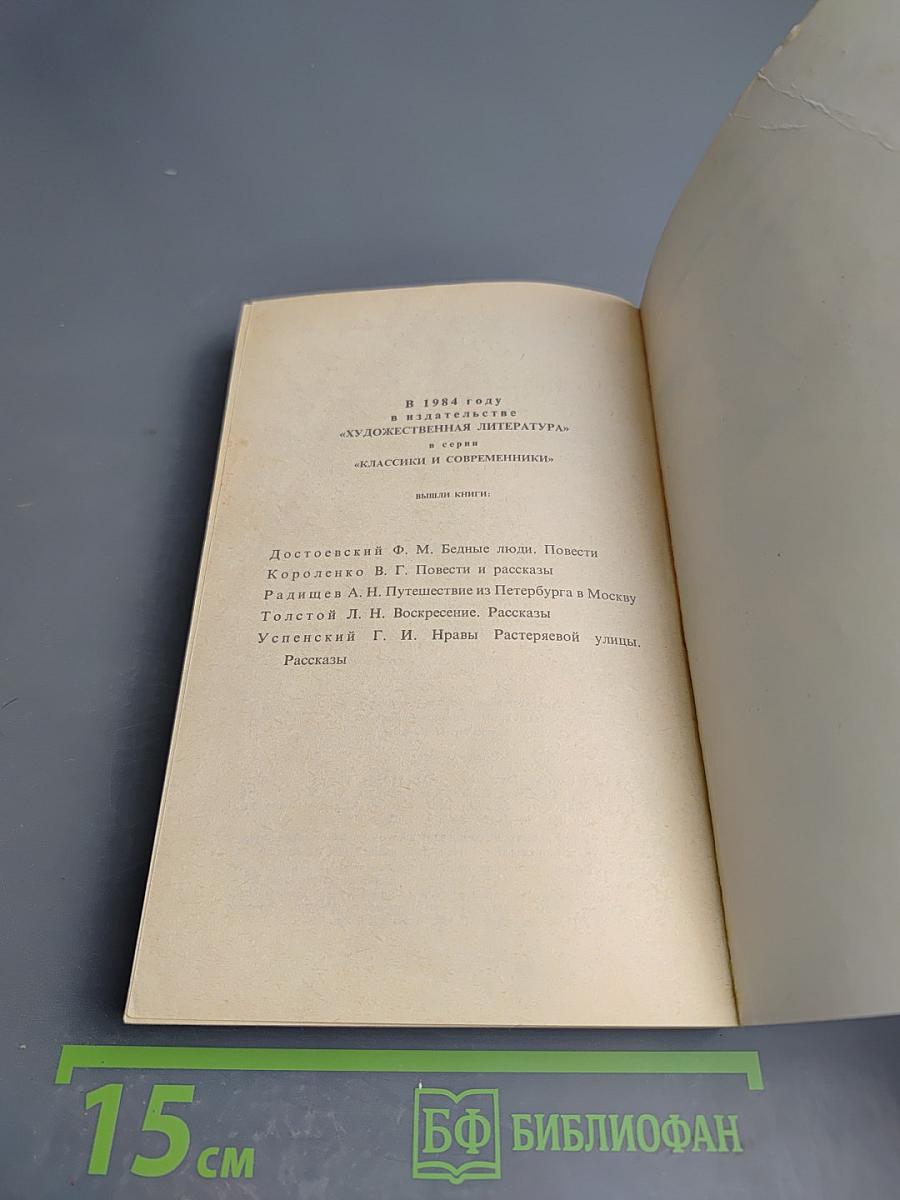 В 1984 году
в издательстве
«ХУДОЖЕСТВЕННАЯ ЛИТЕРАТУРА»
в серии
«КЛАССИКИ И СОВРЕМЕННИКИ»
ВЫШЛИ КНИГИ:
Достоевский Ф. М. Бедные люди. Повести
Короленко В. Г. Повести и рассказы
Радищев А. Н. Путешествие из Петербурга в Москву
Толстой Л. Н. Воскресение. Рассказы
Успенский Г. И. Нравы Растеряевой улицы.
Рассказы
15 см
БФ БИБЛИОФАН